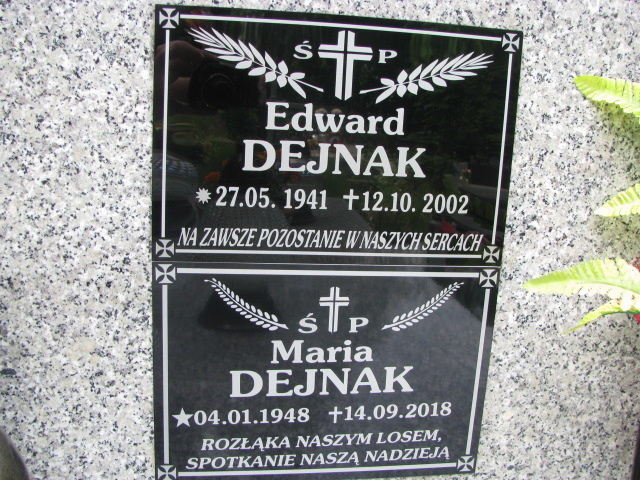 Ś P
Edward
DEJNAK
27.05.1941 12.10.2002
NA ZAWSZE POZOSTANIE W NASZYCH SERCACH
Ś P
Maria
DEJNAK
04.01.1948 14.09.2018
ROZŁĄKA NASZYM LOSEM,
SPOTKANIE NASZĄ NADZIEJĄ